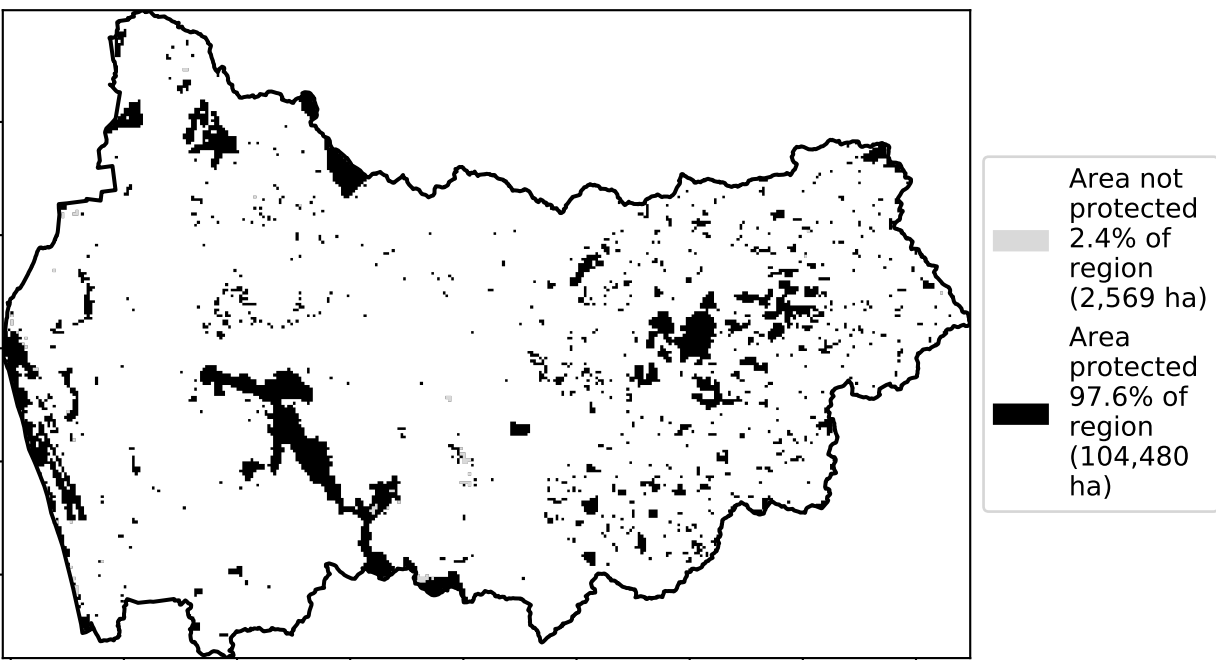 Area not
protected
2.4% of
region
(2,569 ha)
Area
protected
97.6% of
region
(104,480
ha)